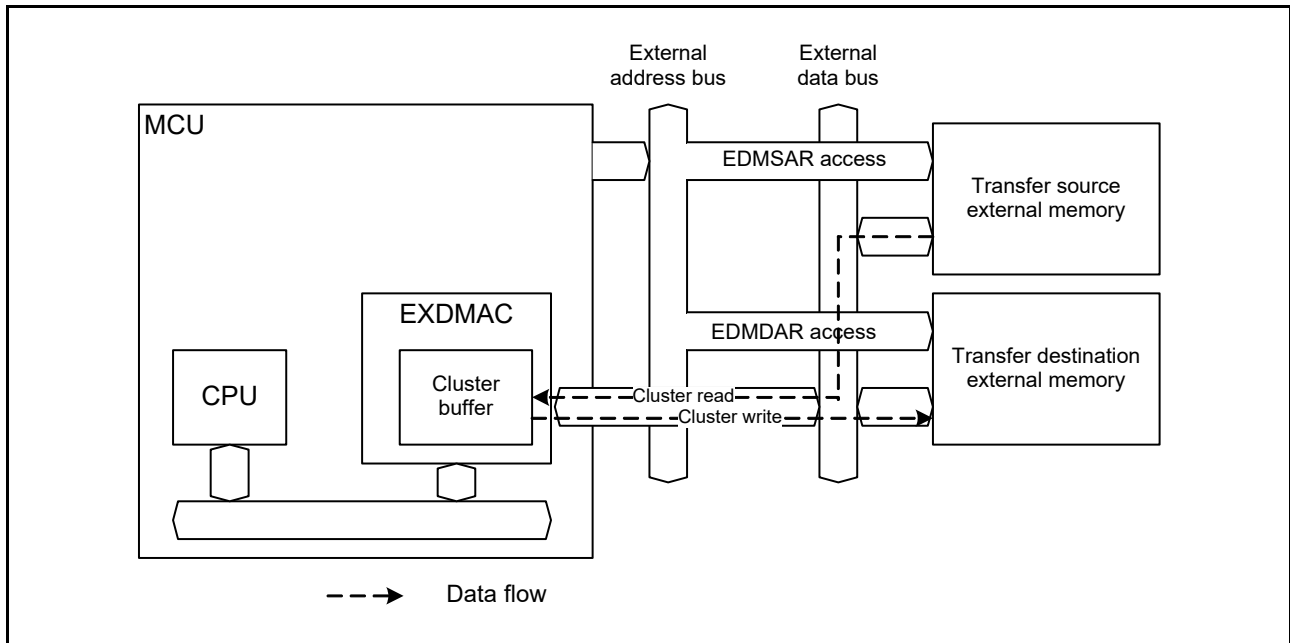 External
address bus
External
data bus
MCU
EDMSAR access
Transfer source
external memory
EXDMAC
EDMDAR access
Transfer destination
external memory
CPU
Cluster
buffer
Cluster read
Cluster write
Data flow